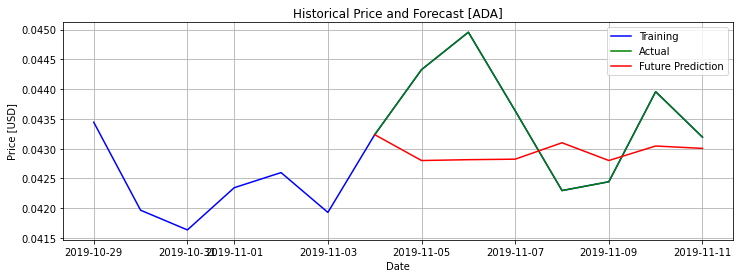 Historical Price and Forecast [ADA]
Training
Actual
Future Prediction
Price [USD]
0.0450
0.0445
0.0440
0.0435
0.0430
0.0425
0.0420
0.0415
2019-10-29 2019-10-31 2019-11-01 2019-11-03 2019-11-05 2019-11-07 2019-11-09 2019-11-11
Date